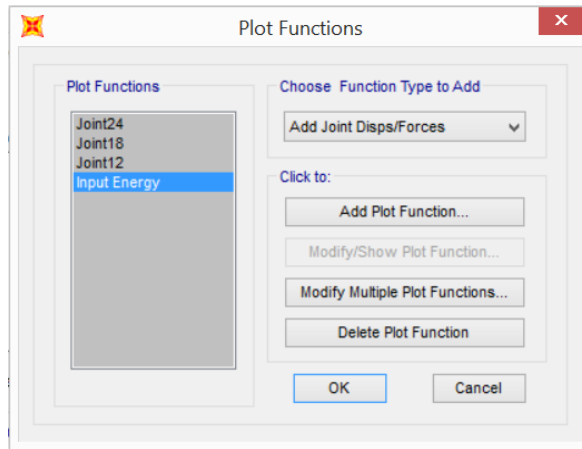 Plot Functions
Plot Functions
Joint24
Joint18
Joint12
Input Energy
Choose Function Type to Add
Add Joint Disps/Forces
Click to:
Add Plot Function...
Modify/Show Plot Function...
Modify Multiple Plot Functions...
Delete Plot Function
OK
Cancel